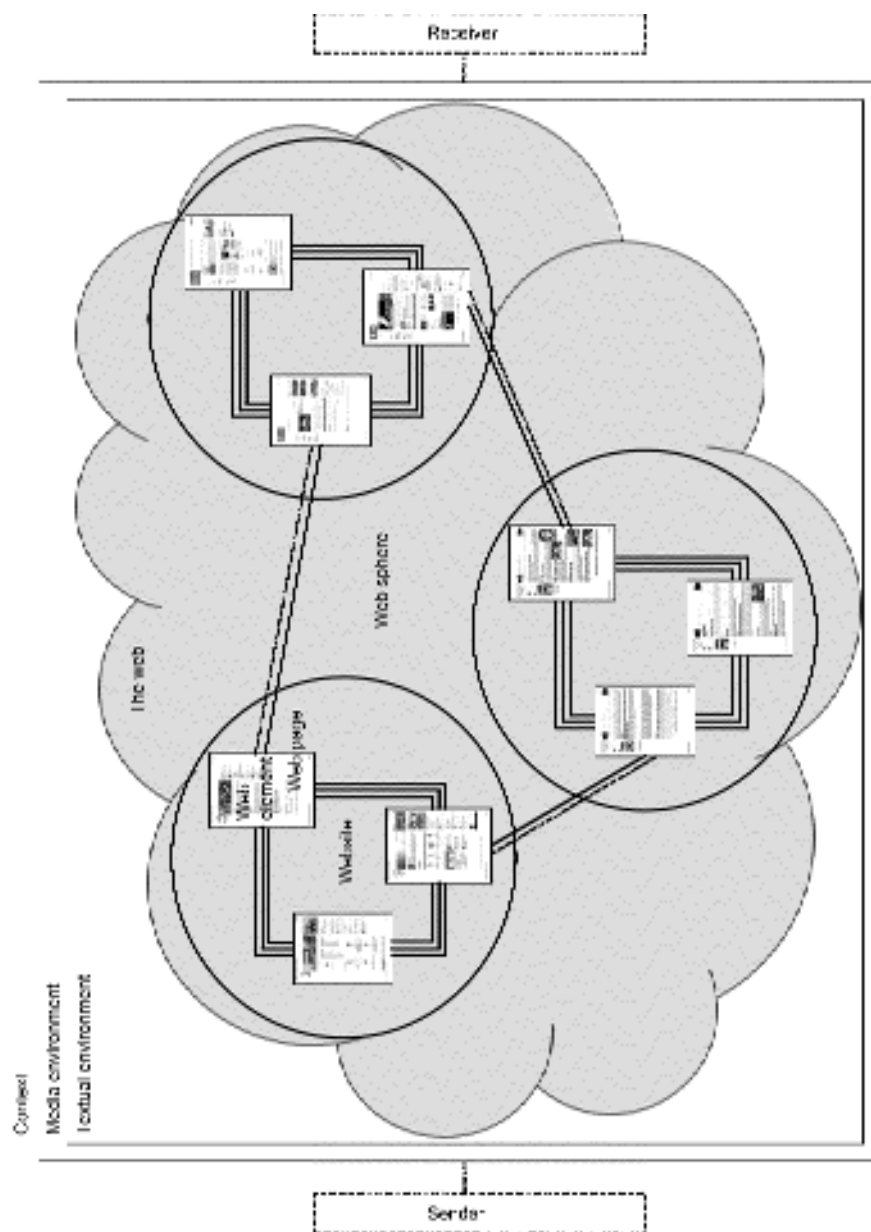 Receiver
The web
Web sphere
Web page
Web
element
Website
Context
Media environment
Textual environment
Sender